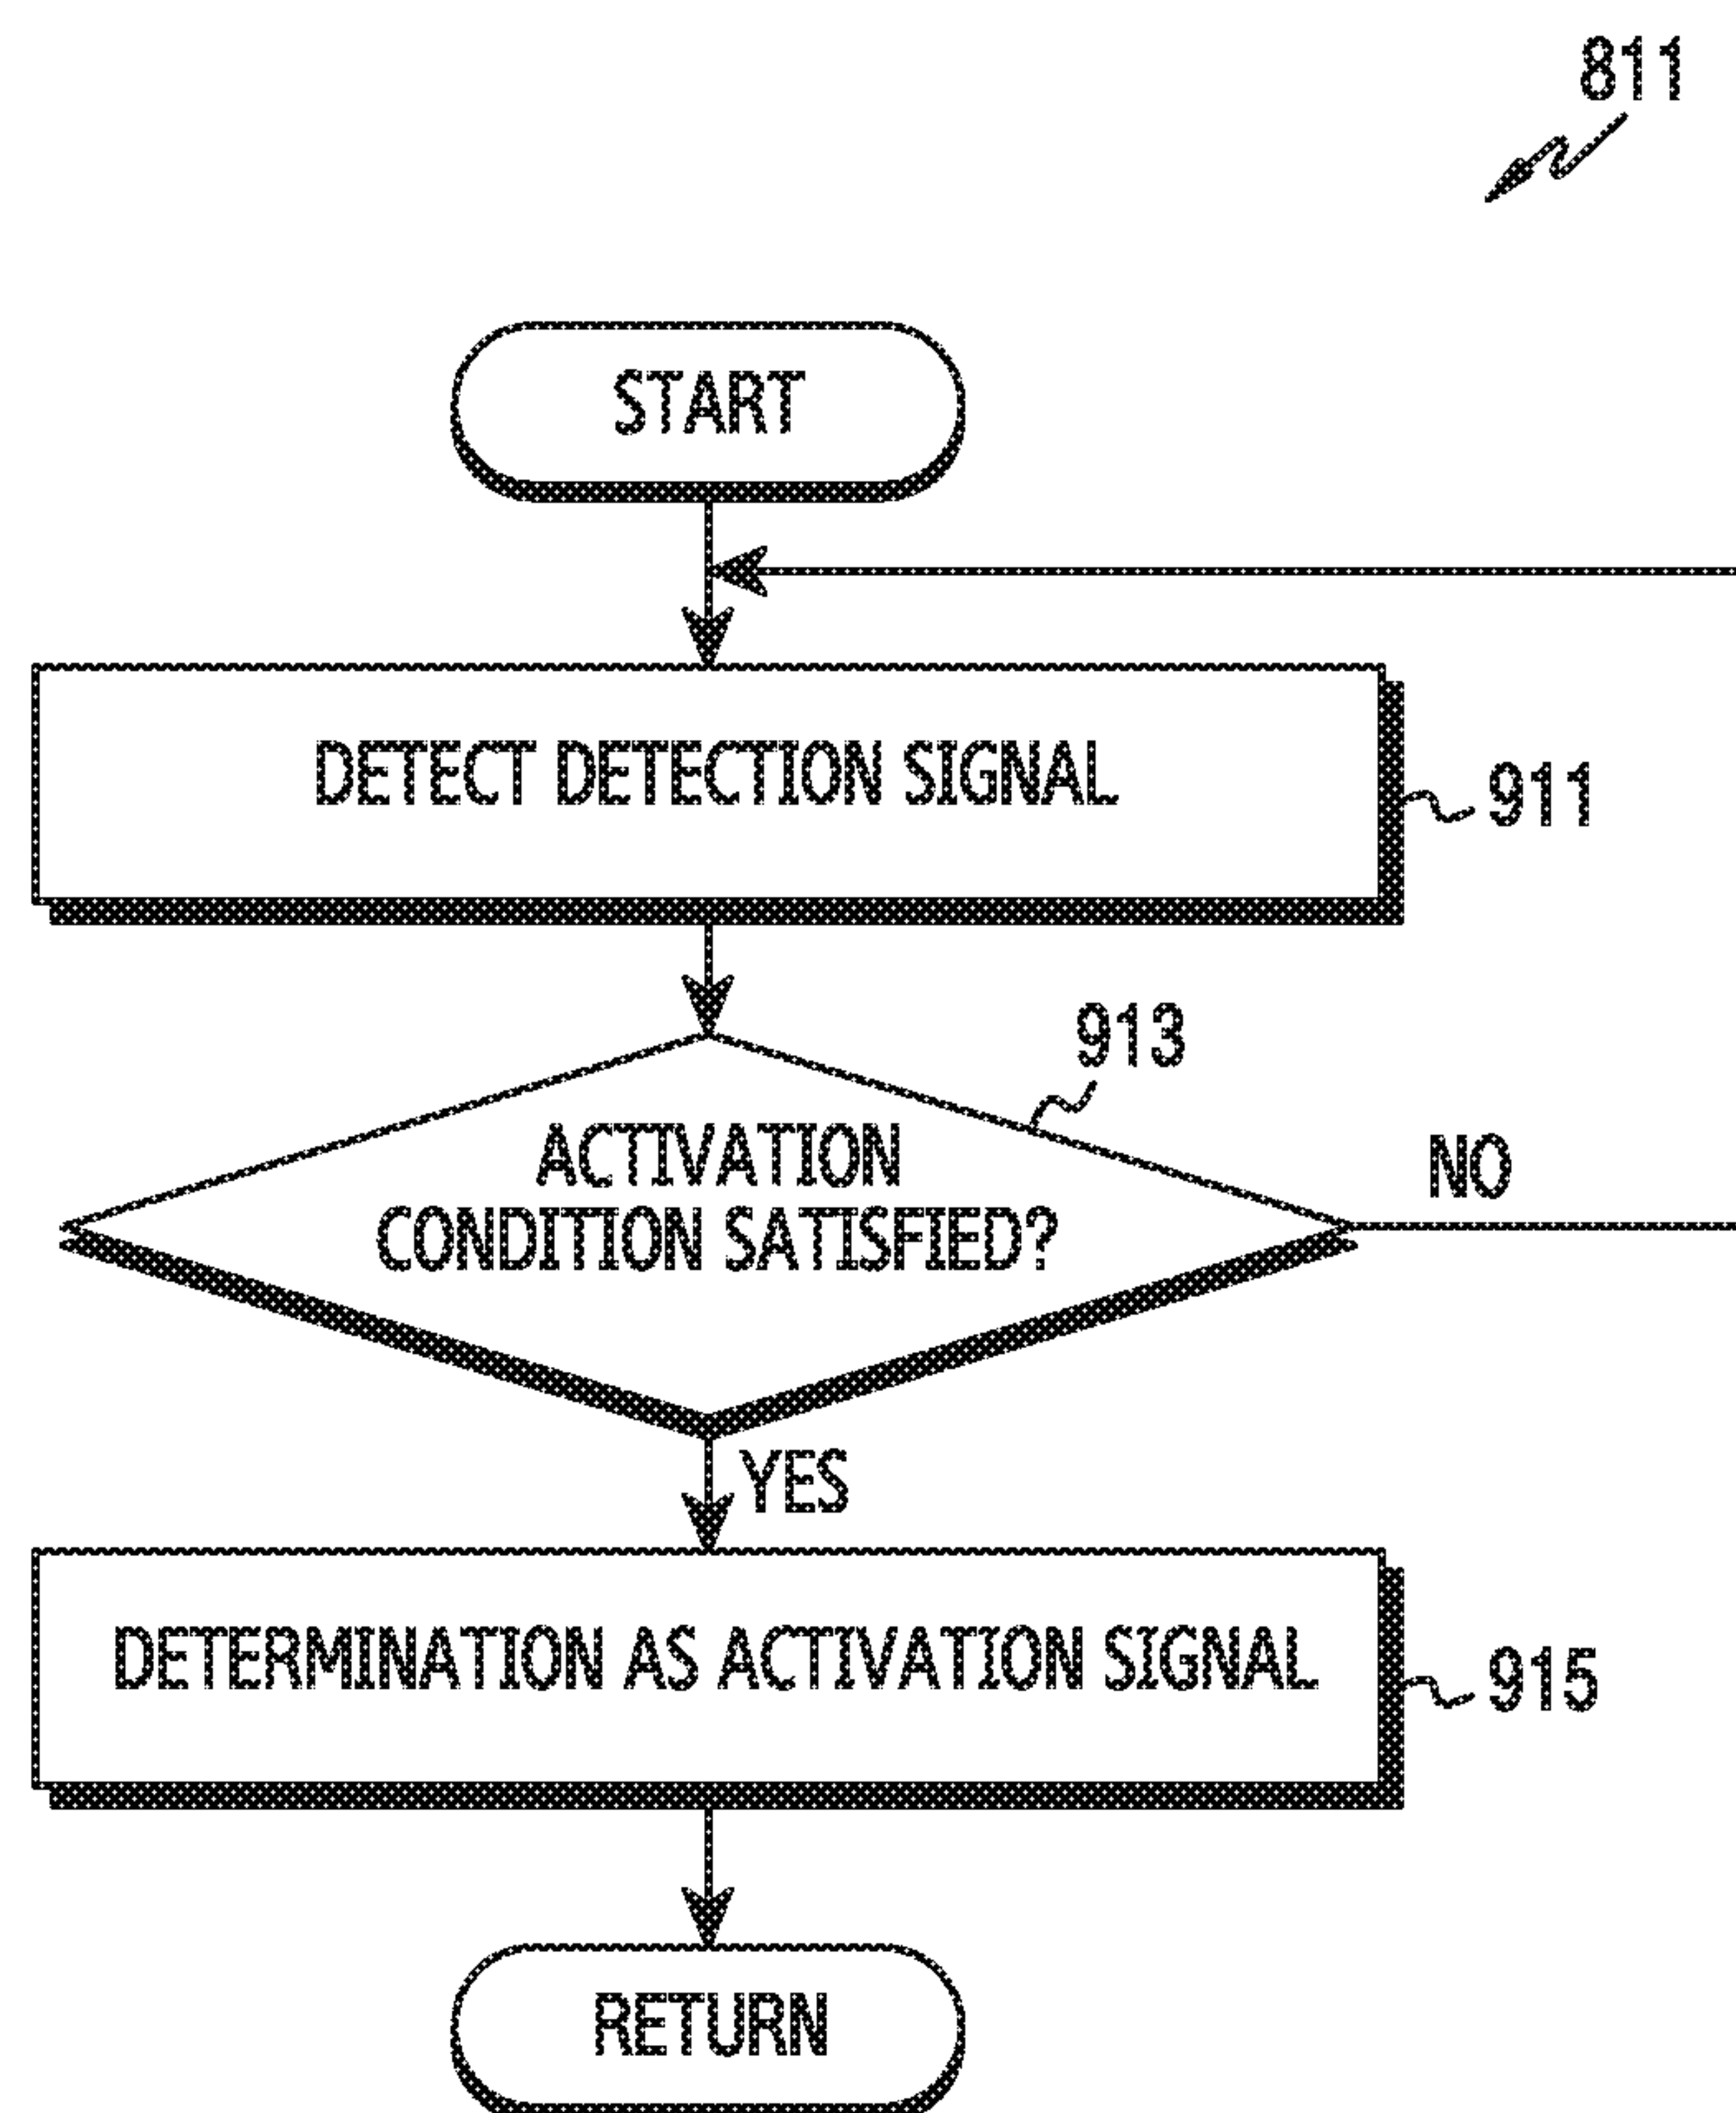 811
START
DETECT DETECTION SIGNAL
911
913
ACTIVATION
CONDITION SATISFIED?
NO
YES
DETERMINATION AS ACTIVATION SIGNAL
915
RETURN